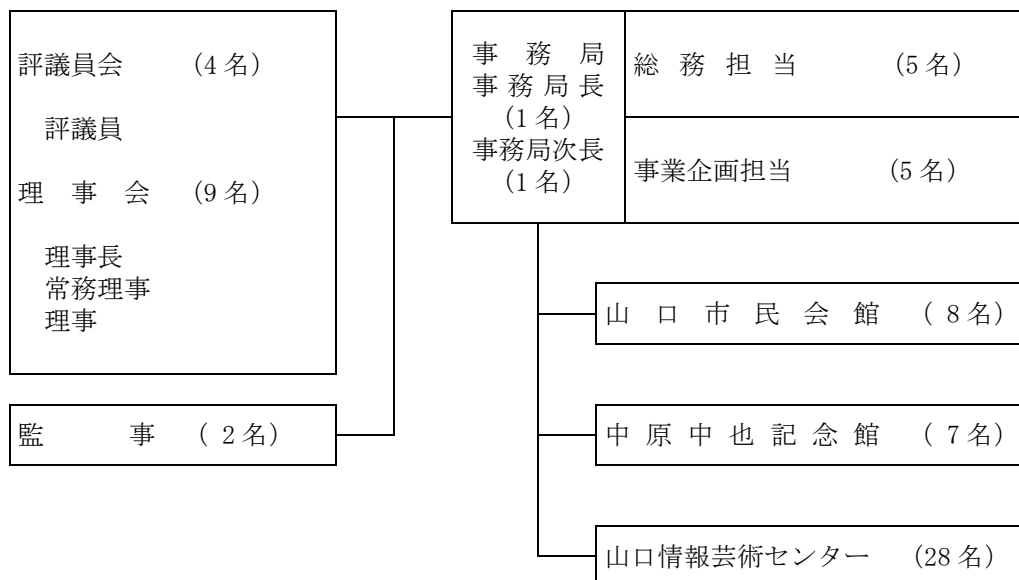 評議員会 (4名)
評議員
理事会 (9名)
理事長
常務理事
理事
監事 (2名)
事務局
事務局長
(1名)
事務局次長
(1名)
総務担当 (5名)
事業企画担当 (5名)
山口市民会館 (8名)
中原中也記念館 (7名)
山口情報芸術センター (28名)